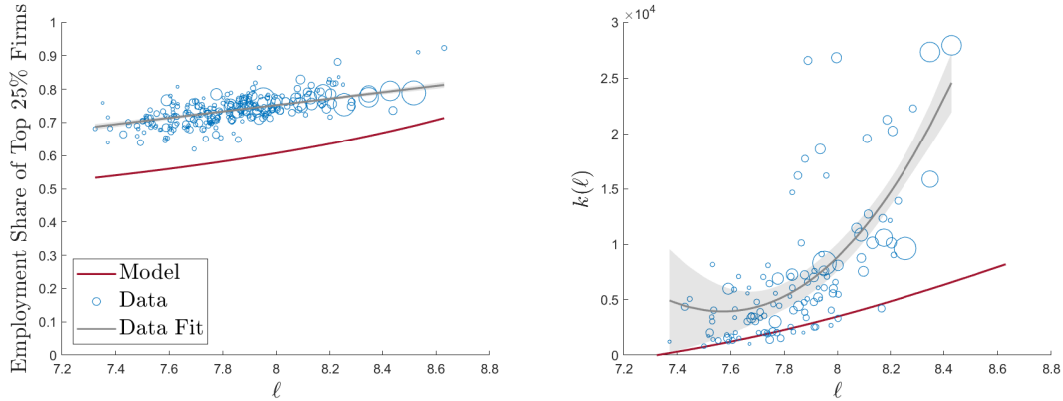 Employment Share of Top 25% Firms
1
0.9
0.8
0.7
0.6
0.5
0.4
0.3
0.2
0.1
0
Model
Data
Data Fit
7.2 7.4 7.6 7.8 8 8.2 8.4 8.6 8.8
ℓ
×10⁴
k(ℓ)
3
2.5
2
1.5
1
0.5
0
7.2 7.4 7.6 7.8 8 8.2 8.4 8.6 8.8
ℓ